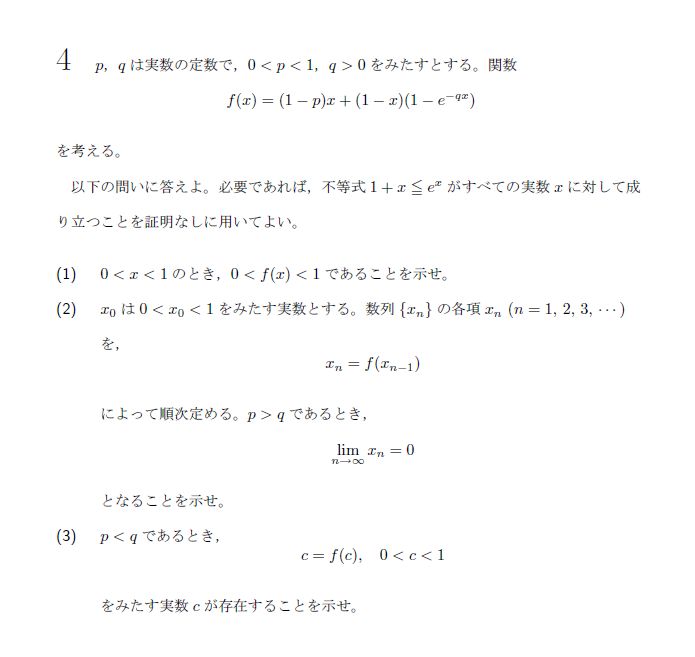 4 p, q は実数の定数で, 0 < p < 1, q > 0 をみたすとする。関数
f(x) = (1 − p)x + (1 − x)(1 − e^{−qx})
を考える。
以下の問いに答えよ。必要であれば, 不等式 1 + x ≦ e^x がすべての実数 x に対して成
り立つことを証明なしに用いてよい。
(1) 0 < x < 1 のとき, 0 < f(x) < 1 であることを示せ。
(2) x_0 は 0 < x_0 < 1 をみたす実数とする。数列 {x_n} の各項 x_n (n = 1, 2, 3, ···)
を,
x_n = f(x_{n−1})
によって順次定める。p > q であるとき,
lim_{n→∞} x_n = 0
となることを示せ。
(3) p < q であるとき,
c = f(c), 0 < c < 1
をみたす実数 c が存在することを示せ。